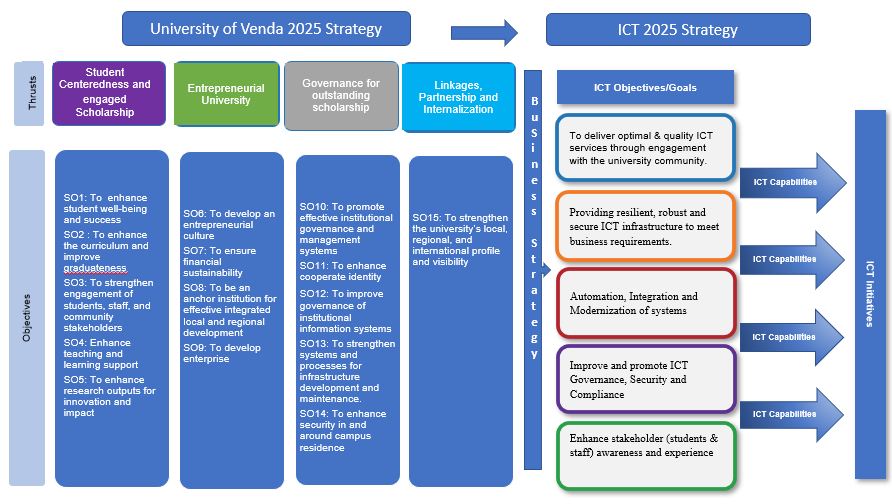 University of Venda 2025 Strategy
ICT 2025 Strategy
Thrusts
Student
Centeredness and
engaged
Scholarship
Entrepreneurial
University
Governance for
outstanding
scholarship
Linkages,
Partnership and
Internalization
Objectives
SO1: To enhance
student well-being
and success
SO2 : To enhance
the curriculum and
improve
graduateness
SO3: To strengthen
engagement of
students, staff, and
community
stakeholders
SO4: Enhance
teaching and
learning support
SO5: To enhance
research outputs for
innovation and
impact
SO6: To develop an
entrepreneurial
culture
SO7: To ensure
financial
sustainability
SO8: To be an
anchor institution for
effective integrated
local and regional
development
SO9: To develop
enterprise
SO10: To promote
effective institutional
governance and
management
systems
SO11: To enhance
cooperate identity
SO12: To improve
governance of
institutional
information systems
SO13: To strengthen
systems and
processes for
infrastructure
development and
maintenance.
SO14: To enhance
security in and
around campus
residence
SO15: To strengthen
the university's local,
regional, and
international profile
and visibility
BuSiness Strategy
ICT Objectives/Goals
To deliver optimal & quality ICT
services through engagement
with the university community.
Providing resilient, robust and
secure ICT infrastructure to meet
business requirements.
Automation, Integration and
Modernization of systems
Improve and promote ICT
Governance, Security and
Compliance
Enhance stakeholder (students &
staff) awareness and experience
ICT Capabilities
ICT Capabilities
ICT Capabilities
ICT Capabilities
ICT Initiatives